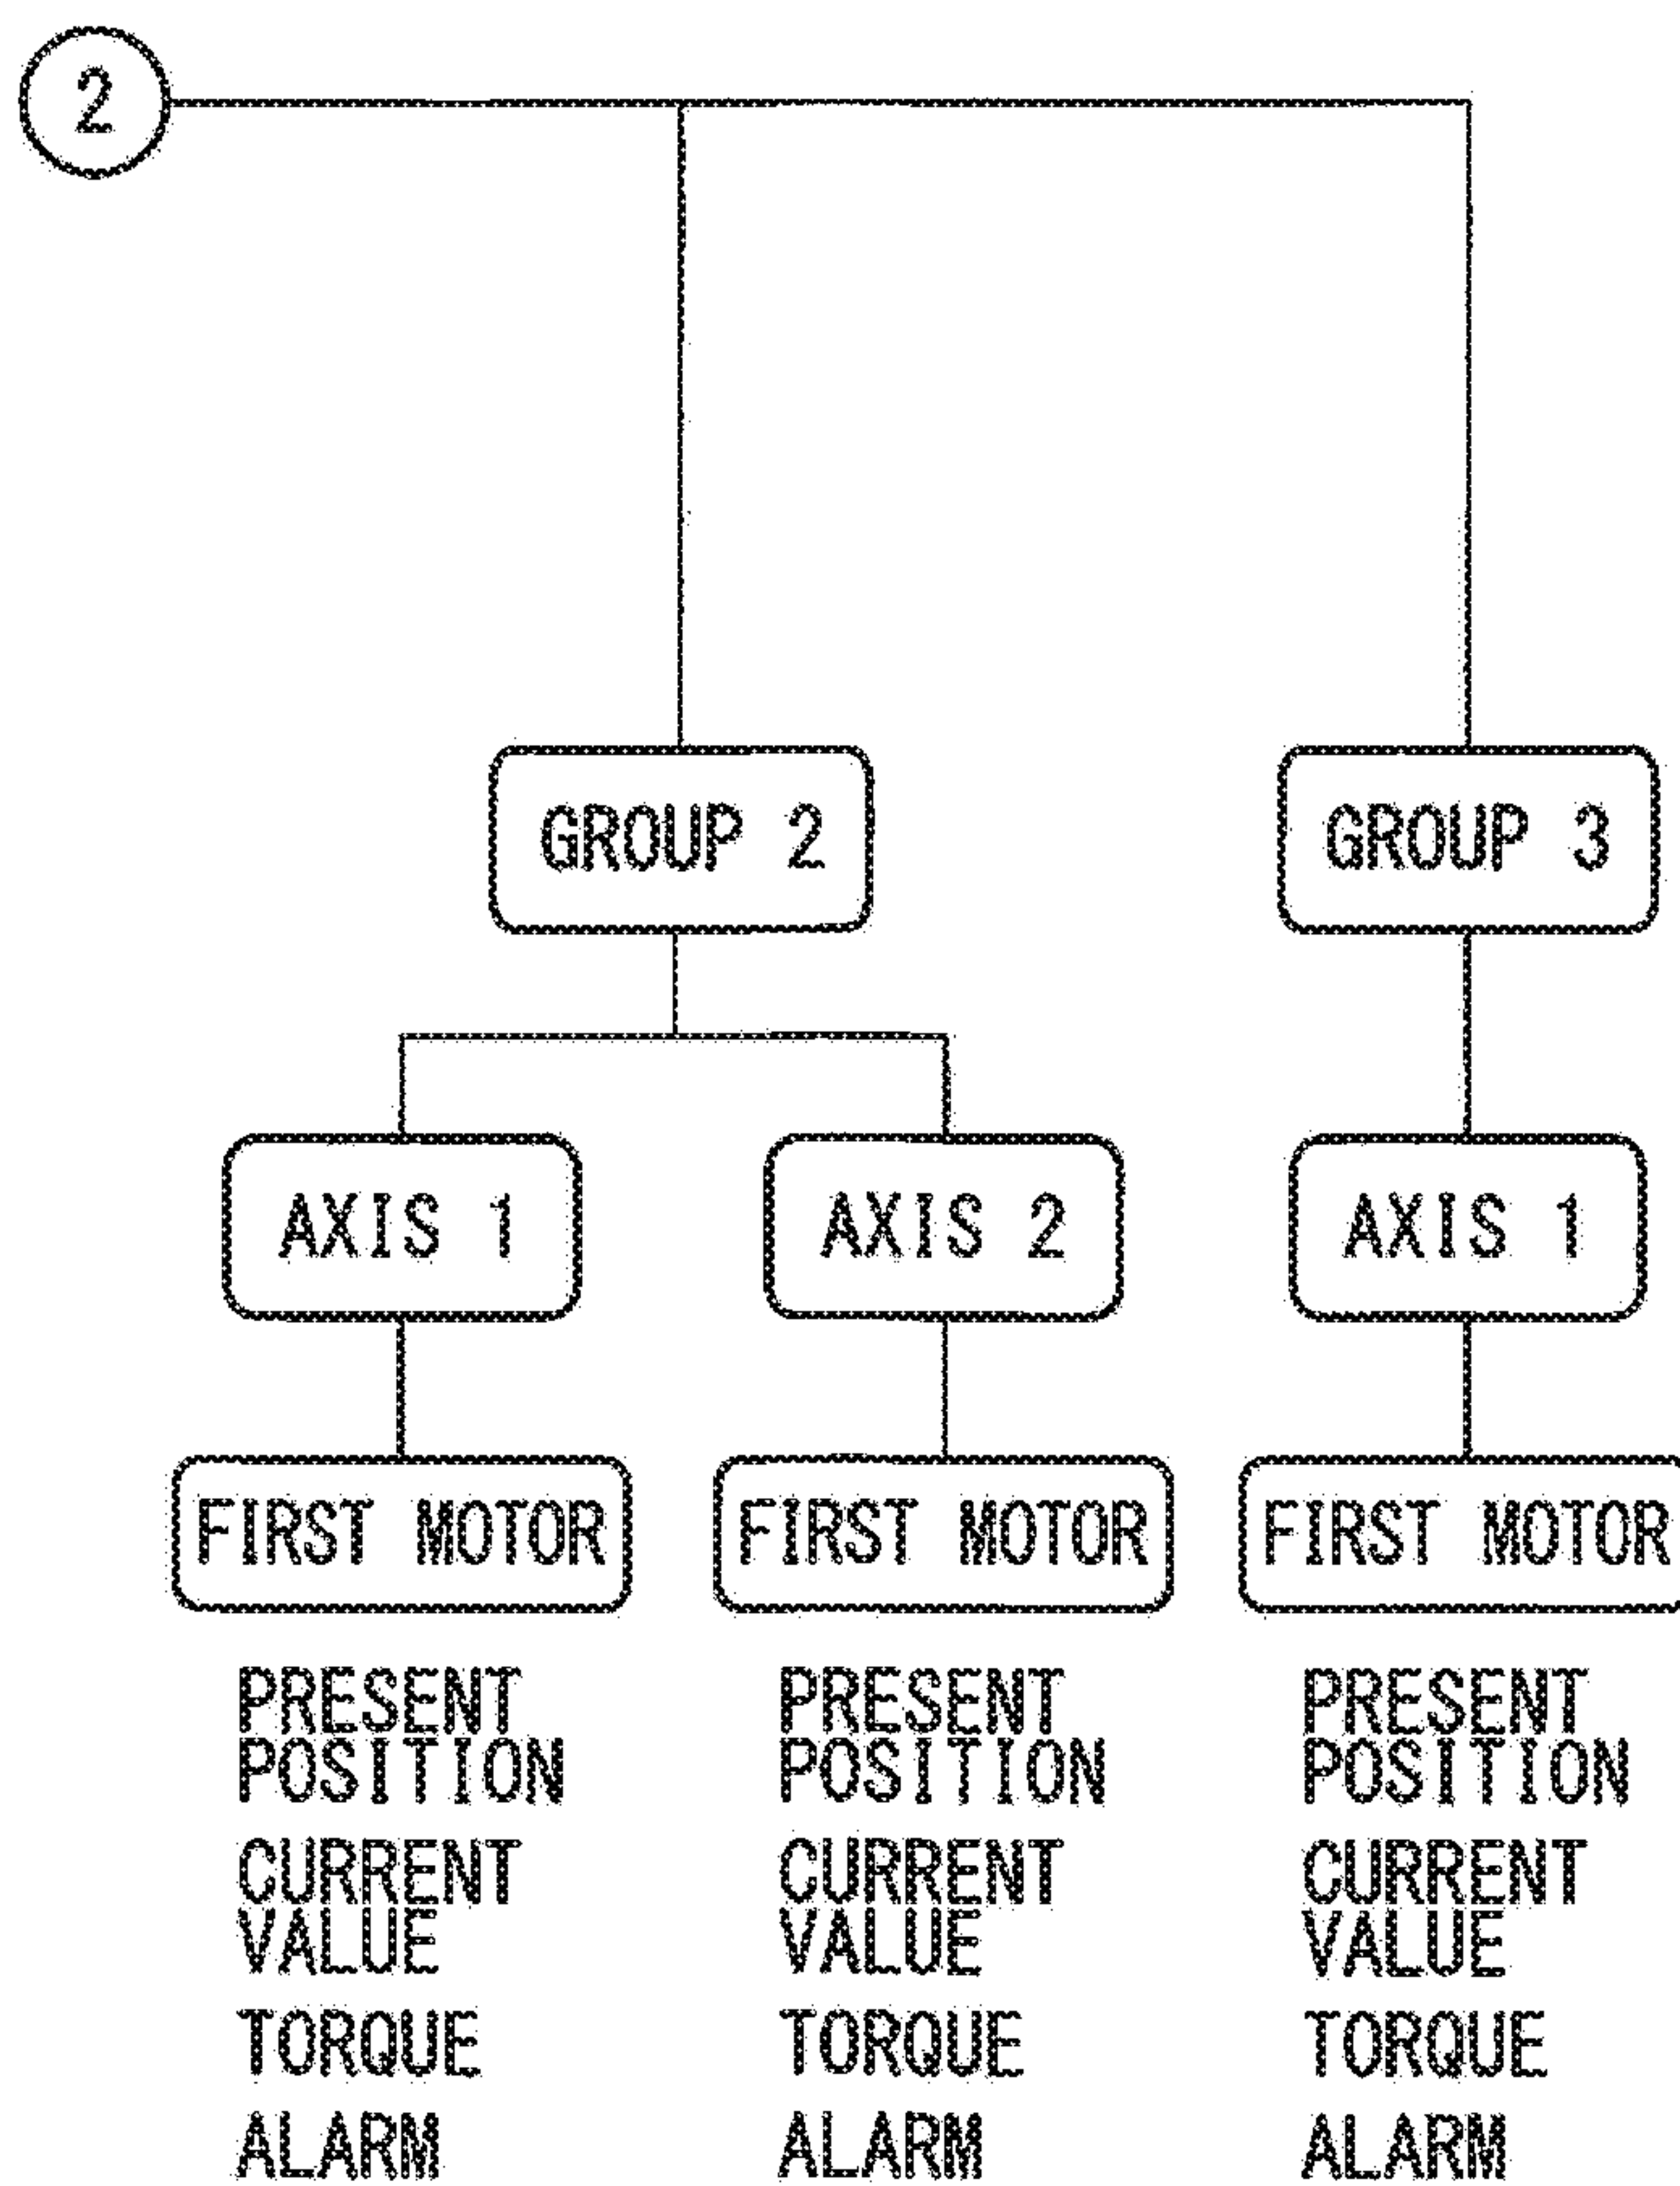 2
GROUP 2
GROUP 3
AXIS 1
AXIS 2
AXIS 1
FIRST MOTOR
FIRST MOTOR
FIRST MOTOR
PRESENT
POSITION
CURRENT
VALUE
TORQUE
ALARM
PRESENT
POSITION
CURRENT
VALUE
TORQUE
ALARM
PRESENT
POSITION
CURRENT
VALUE
TORQUE
ALARM